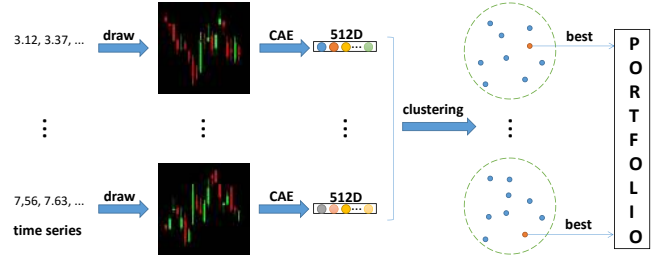 3.12, 3.37, ...
draw
CAE
512D
...
best
clustering
7,56, 7.63, ...
draw
CAE
512D
...
best
time series
PORTFOLIO